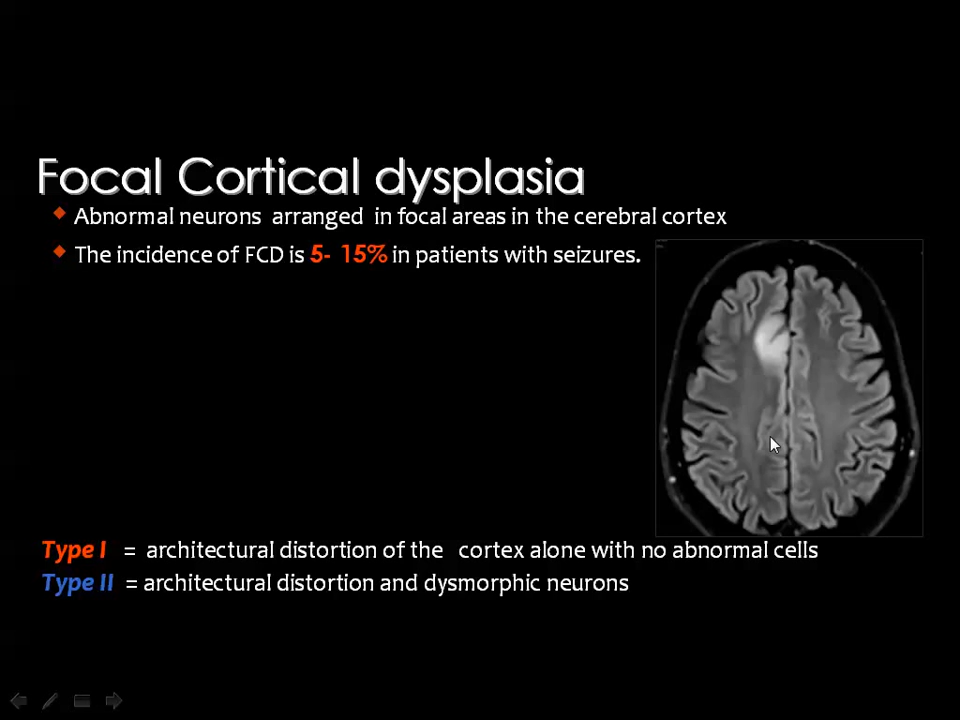 Focal Cortical dysplasia
Abnormal neurons arranged in focal areas in the cerebral cortex
The incidence of FCD is 5- 15% in patients with seizures.
Type I = architectural distortion of the cortex alone with no abnormal cells
Type II = architectural distortion and dysmorphic neurons